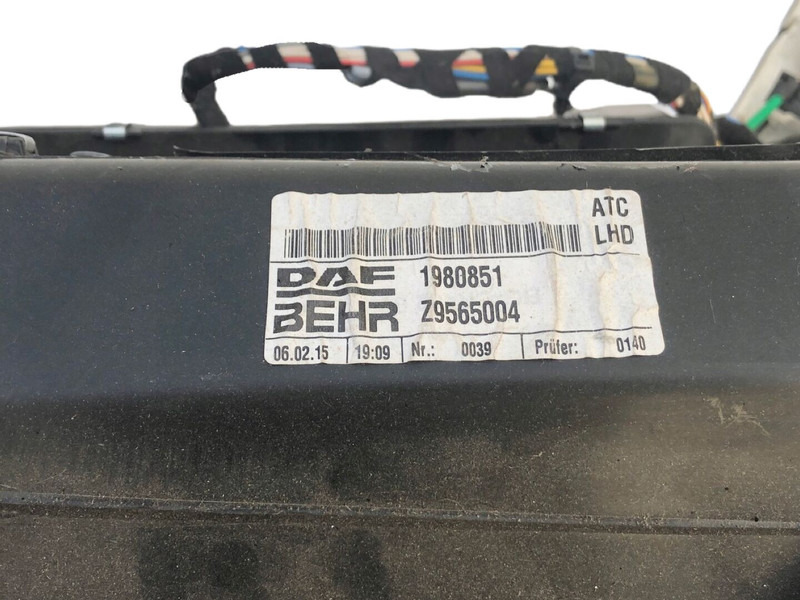 ATC
LHD
DAF 1980851
BEHR Z9565004
06.02.15 19:09 Nr.: 0039 Prüfer: 0140